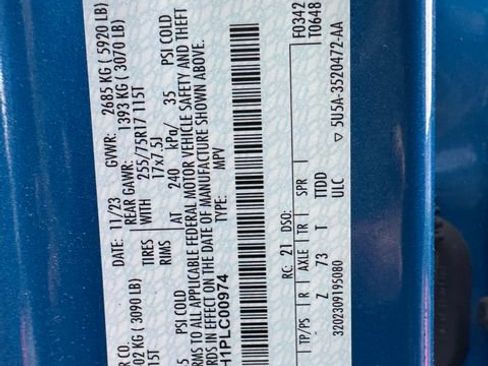 R CO.
DATE: 11/23 GVWR: 2685 KG ( 5920 LB)
02 KG ( 3090 LB) REAR GAWR: 1393 KG ( 3070 LB)
15T TIRES WITH 255/75R17 115T
RIMS 17x7.5J
5 PSI COLD AT 240 kPa/ 35 PSI COLD
RMS TO ALL APPLICABLE FEDERAL MOTOR VEHICLE SAFETY AND THEFT
RDS IN EFFECT ON THE DATE OF MANUFACTURE SHOWN ABOVE.
H1PLC00974 TYPE: MPV
F0342
T0648
RC: 21 DSO:
TP/PS R AXLE TR SPR
Z 73 T TTDD
3202309195080 ULC ▽ 5U5A-3520472-AA